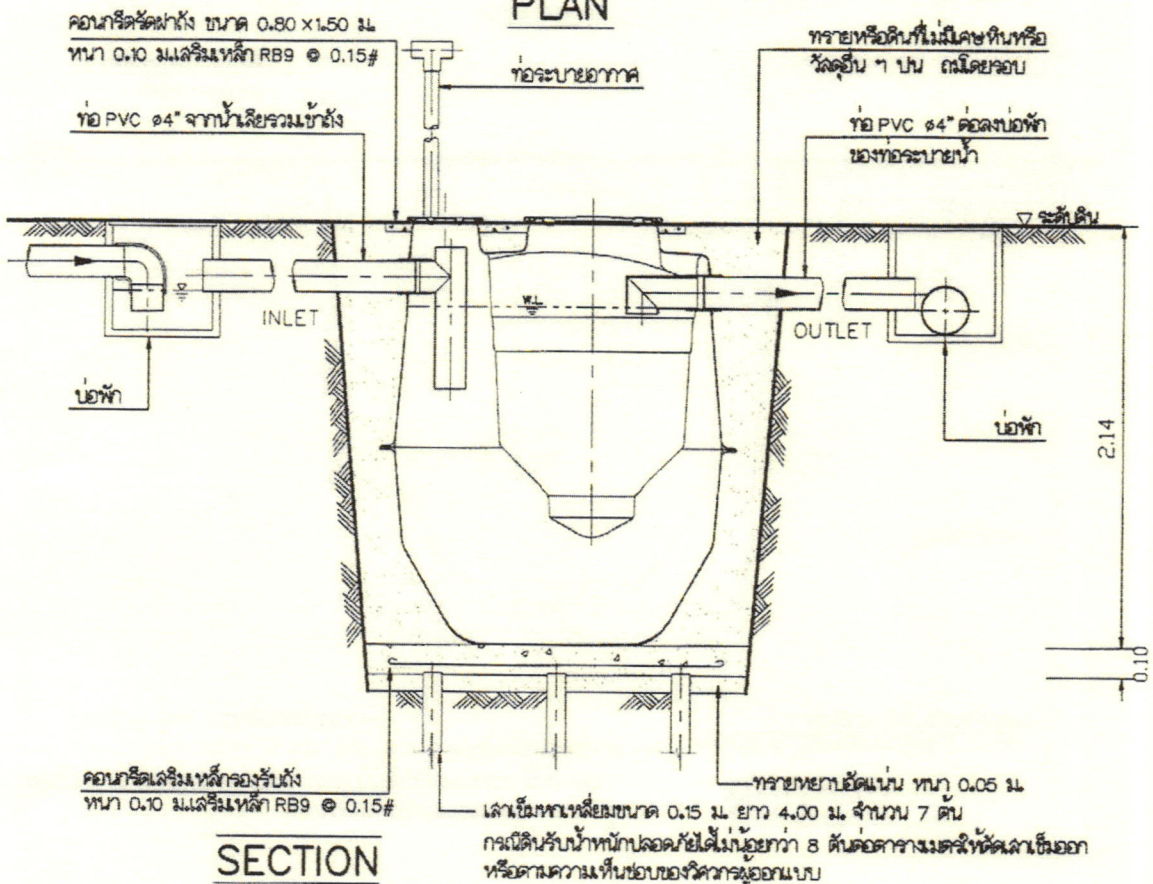 PLAN
คอนกรีตรัดฝาถัง ขนาด 0.80 x1.50 ม.
หนา 0.10 ม.เสริมเหล็ก RB9 @ 0.15#
ท่อระบายอากาศ
ทรายหรือดินที่ไม่มีเศษหินหรือ
วัสดุอื่น ๆ ปน ถมโดยรอบ
ท่อ PVC ø4" จากน้ำเสียรวมเข้าถัง
ท่อ PVC ø4" ต่อลงบ่อพัก
ของท่อระบายน้ำ
ระดับดิน
W.L.
INLET
OUTLET
บ่อพัก
บ่อพัก
2.14
0.10
คอนกรีตเสริมเหล็กรองรับถัง
หนา 0.10 ม.เสริมเหล็ก RB9 @ 0.15#
ทรายหยาบอัดแน่น หนา 0.05 ม.
เสาเข็มหกเหลี่ยมขนาด 0.15 ม. ยาว 4.00 ม. จำนวน 7 ต้น
กรณีดินรับน้ำหนักปลอดภัยได้ไม่น้อยกว่า 8 ตันต่อตารางเมตรให้ตัดเสาเข็มออก
หรือตามความเห็นชอบของวิศวกรผู้ออกแบบ
SECTION